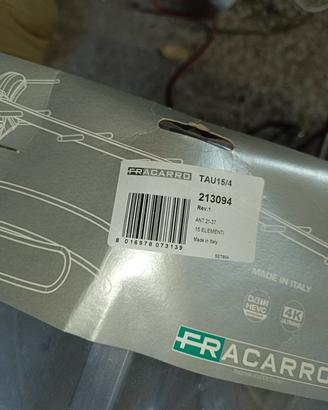 FRACARRO
TAU15/4
213094
Rev.1
ANT.21-37
15 ELEMENTI
Made in Italy
8 016978 073139
MADE IN ITALY
HEVC
4K
FRACARRO